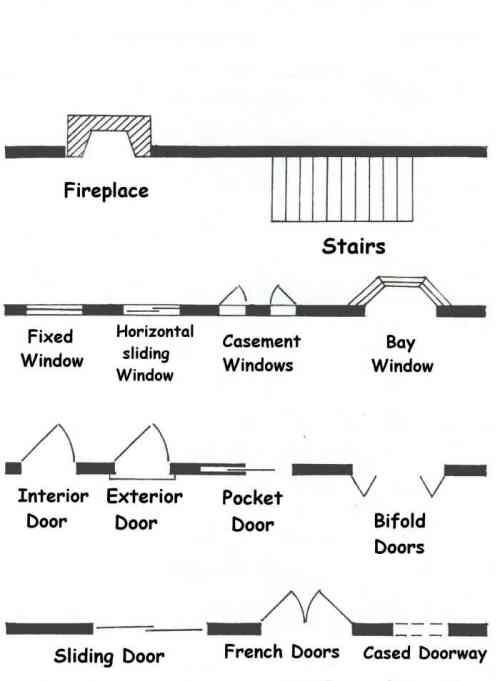 Fireplace
Stairs
Fixed
Window
Horizontal
sliding
Window
Casement
Windows
Bay
Window
Interior
Door
Exterior
Door
Pocket
Door
Bifold
Doors
Sliding Door
French Doors
Cased Doorway